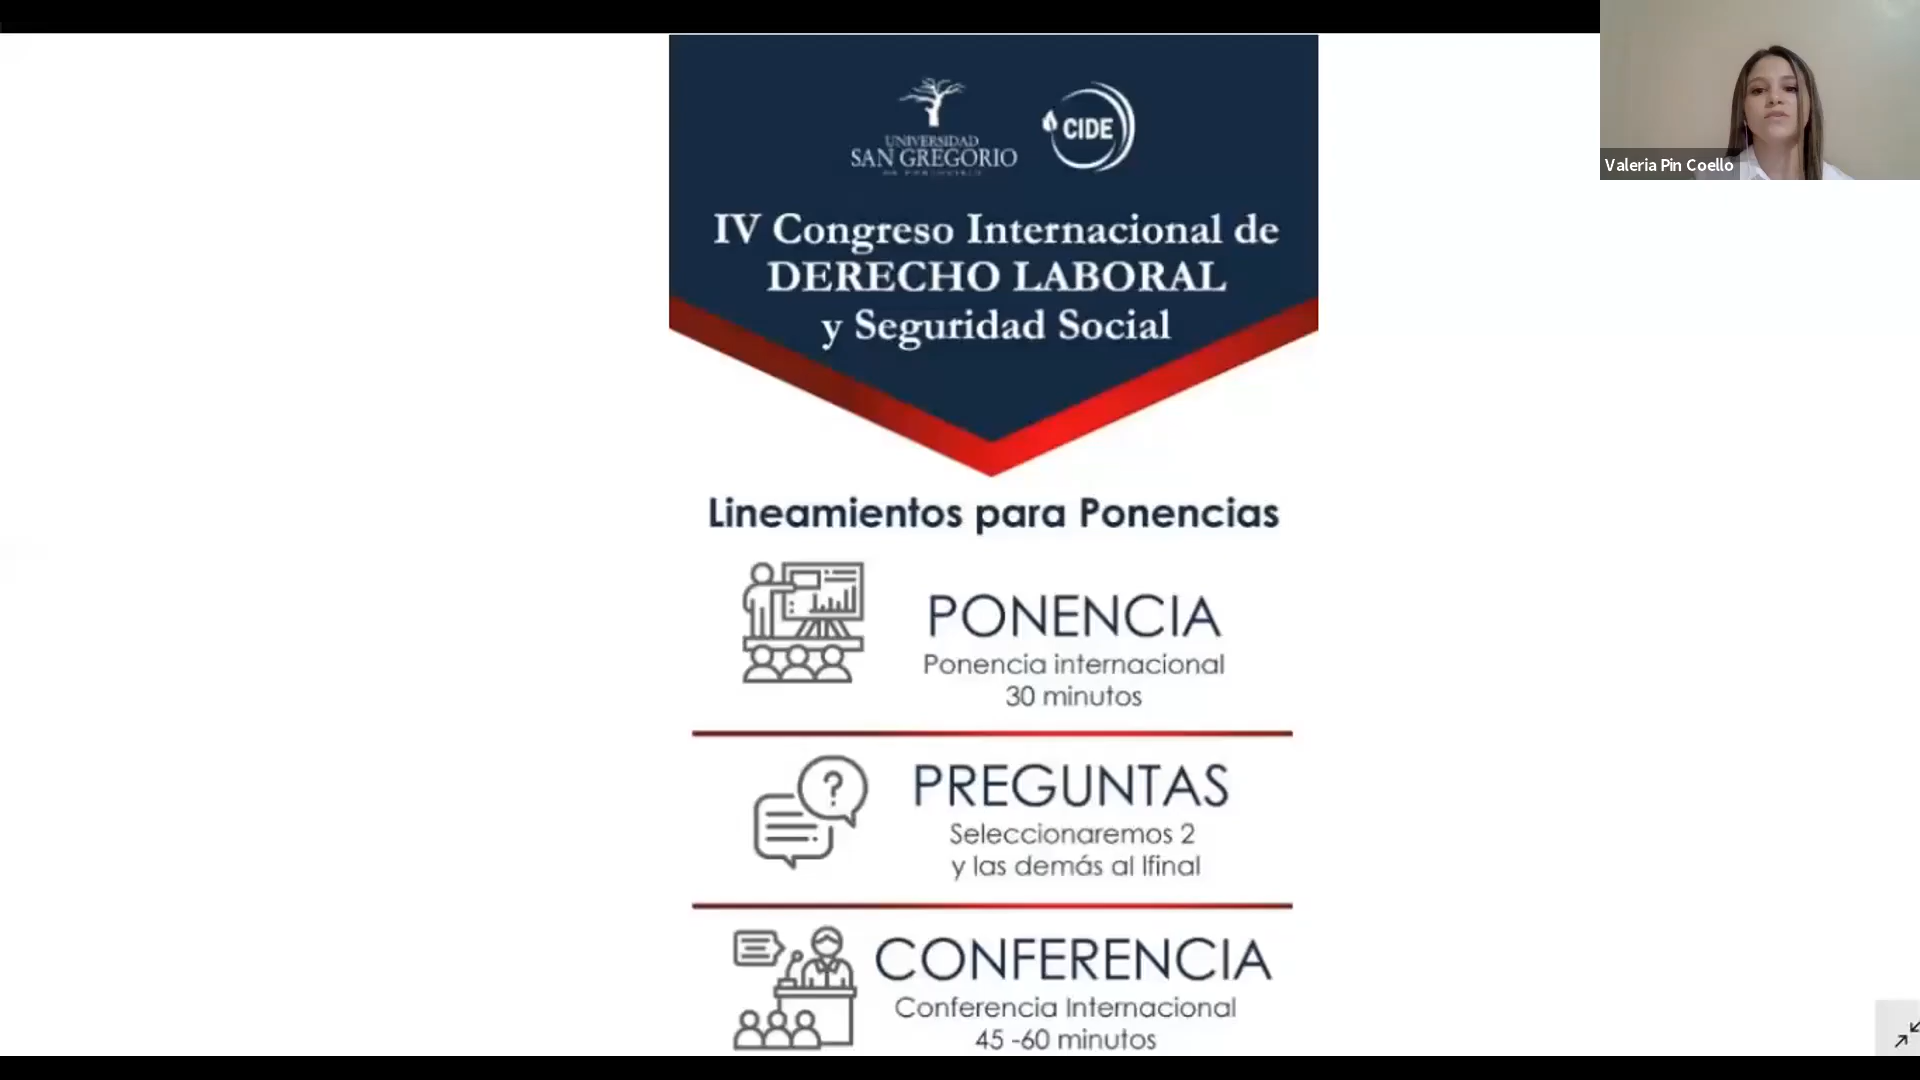 UNIVERSIDAD
SAN GREGORIO
CIDE
IV Congreso Internacional de
DERECHO LABORAL
y Seguridad Social
Valeria Pin Coello
Lineamientos para Ponencias
PONENCIA
Ponencia internacional
30 minutos
PREGUNTAS
?
Seleccionaremos 2
y las demás al lfinal
CONFERENCIA
Conferencia Internacional
45 -60 minutos